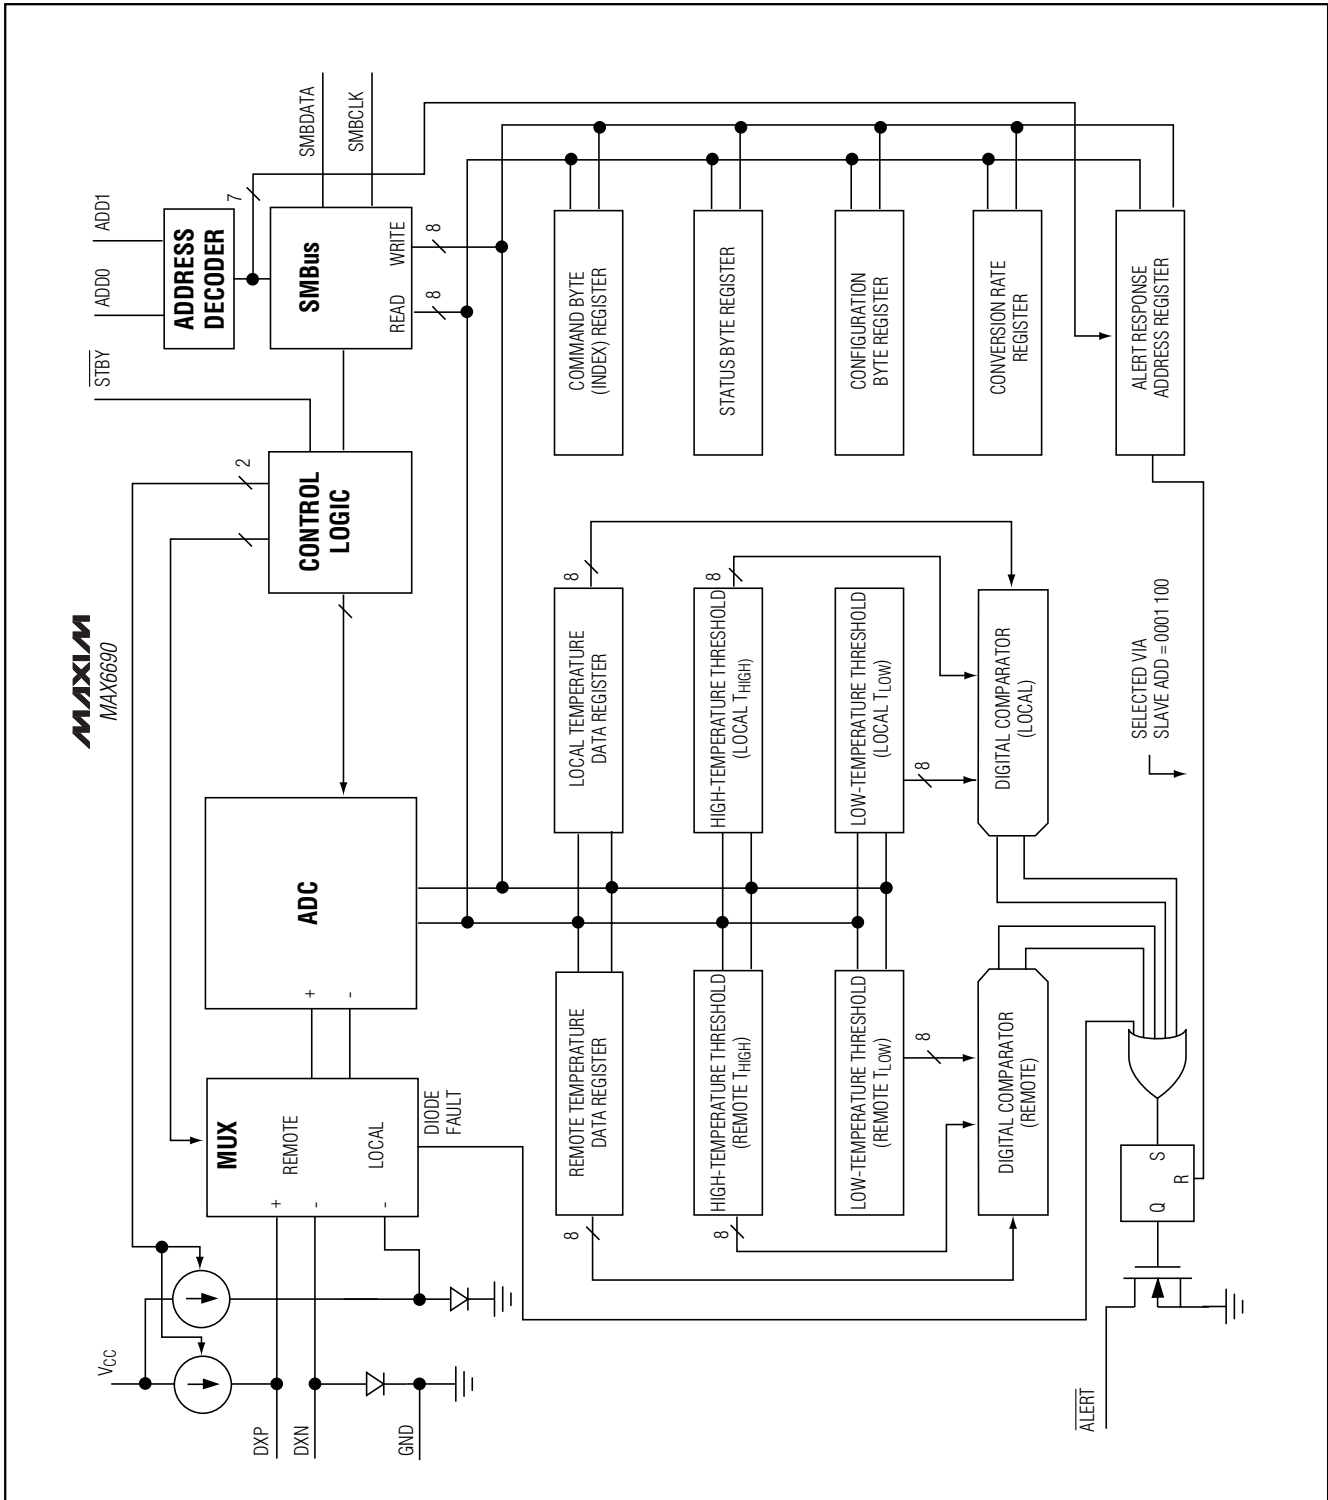 MAXIM
MAX6690
VCC
DXP
DXN
GND
MUX
REMOTE
LOCAL
+
-
-
DIODE
FAULT
ADC
+
-
CONTROL
LOGIC
2
STBY
ADD0
ADD1
ADDRESS
DECODER
7
SMBus
READ
WRITE
8
8
SMBDATA
SMBCLK
REMOTE TEMPERATURE
DATA REGISTER
8
HIGH-TEMPERATURE THRESHOLD
(REMOTE THIGH)
8
LOW-TEMPERATURE THRESHOLD
(REMOTE TLOW)
8
DIGITAL COMPARATOR
(REMOTE)
LOCAL TEMPERATURE
DATA REGISTER
8
HIGH-TEMPERATURE THRESHOLD
(LOCAL THIGH)
8
LOW-TEMPERATURE THRESHOLD
(LOCAL TLOW)
8
DIGITAL COMPARATOR
(LOCAL)
COMMAND BYTE
(INDEX) REGISTER
STATUS BYTE REGISTER
CONFIGURATION
BYTE REGISTER
CONVERSION RATE
REGISTER
ALERT RESPONSE
ADDRESS REGISTER
SELECTED VIA
SLAVE ADD = 0001 100
Q
S
R
ALERT